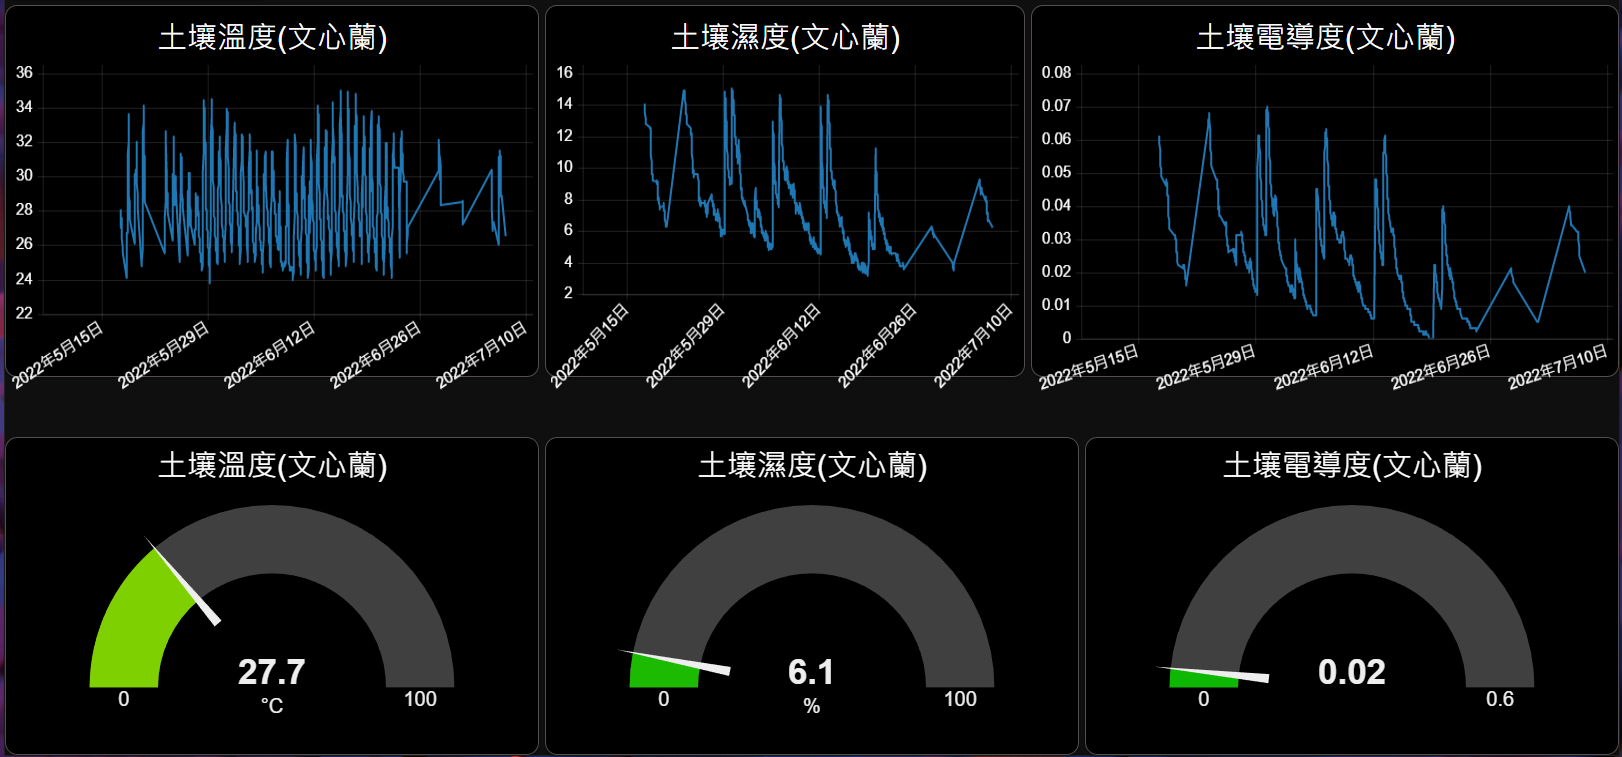 土壤溫度(文心蘭)
36
34
32
30
28
26
24
22
2022年5月15日
2022年5月29日
2022年6月12日
2022年6月26日
2022年7月10日
土壤濕度(文心蘭)
16
14
12
10
8
6
4
2
2022年5月15日
2022年5月29日
2022年6月12日
2022年6月26日
2022年7月10日
土壤電導度(文心蘭)
0.08
0.07
0.06
0.05
0.04
0.03
0.02
0.01
0
2022年5月15日
2022年5月29日
2022年6月12日
2022年6月26日
2022年7月10日
土壤溫度(文心蘭)
27.7
°C
0
100
土壤濕度(文心蘭)
6.1
%
0
100
土壤電導度(文心蘭)
0.02
0
0.6